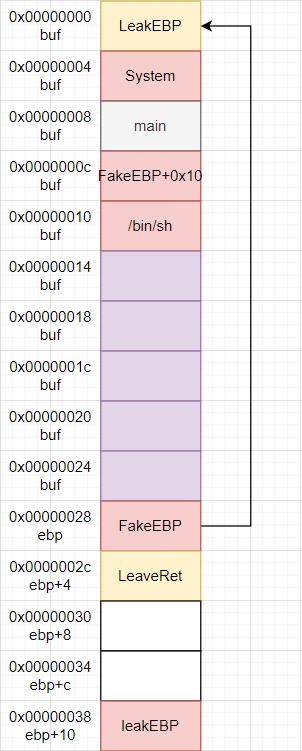 0x00000000
buf
LeakEBP
0x00000004
buf
System
0x00000008
buf
main
0x0000000c
buf
FakeEBP+0x10
0x00000010
buf
/bin/sh
0x00000014
buf
0x00000018
buf
0x0000001c
buf
0x00000020
buf
0x00000024
buf
0x00000028
ebp
FakeEBP
0x0000002c
ebp+4
LeaveRet
0x00000030
ebp+8
0x00000034
ebp+c
0x00000038
ebp+10
leakEBP